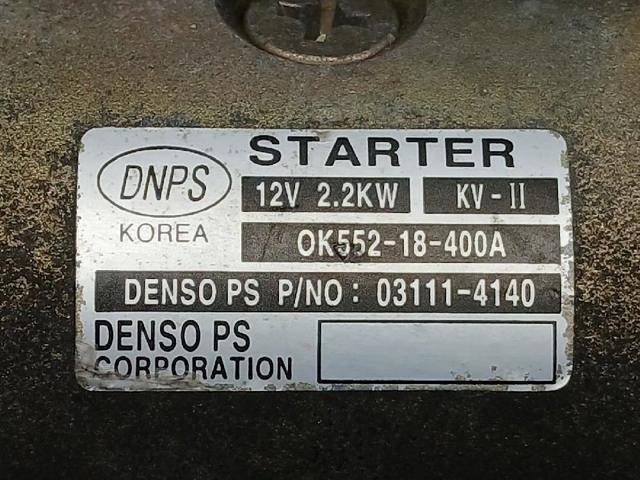 STARTER
DNPS
12V 2.2KW KV-II
KOREA
OK552-18-400A
DENSO PS P/NO: 03111-4140
DENSO PS
CORPORATION